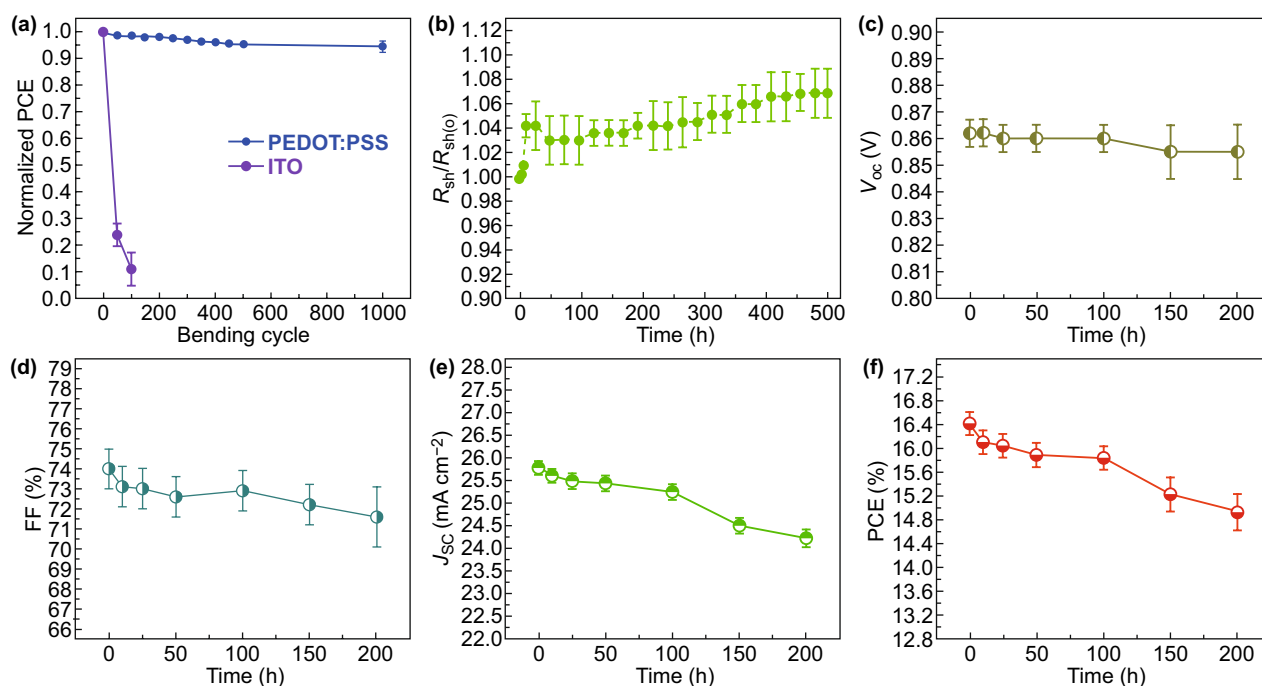 (a)
Normalized PCE
1.0
0.9
0.8
0.7
0.6
0.5
0.4
0.3
0.2
0.1
0.0
PEDOT:PSS
ITO
0 200 400 600 800 1000
Bending cycle
(b)
Rsh/Rsh(o)
1.12
1.10
1.08
1.06
1.04
1.02
1.00
0.98
0.96
0.94
0.92
0.90
0 100 200 300 400 500
Time (h)
(c)
Voc (V)
0.90
0.89
0.88
0.87
0.86
0.85
0.84
0.83
0.82
0.81
0.80
0 50 100 150 200
Time (h)
(d)
FF (%)
79
78
77
76
75
74
73
72
71
70
69
68
67
66
0 50 100 150 200
Time (h)
(e)
JSC (mA cm−2)
28.0
27.5
27.0
26.5
26.0
25.5
25.0
24.5
24.0
23.5
23.0
22.5
22.0
0 50 100 150 200
Time (h)
(f)
PCE (%)
17.2
16.8
16.4
16.0
15.6
15.2
14.8
14.4
14.0
13.6
13.2
12.8
0 50 100 150 200
Time (h)